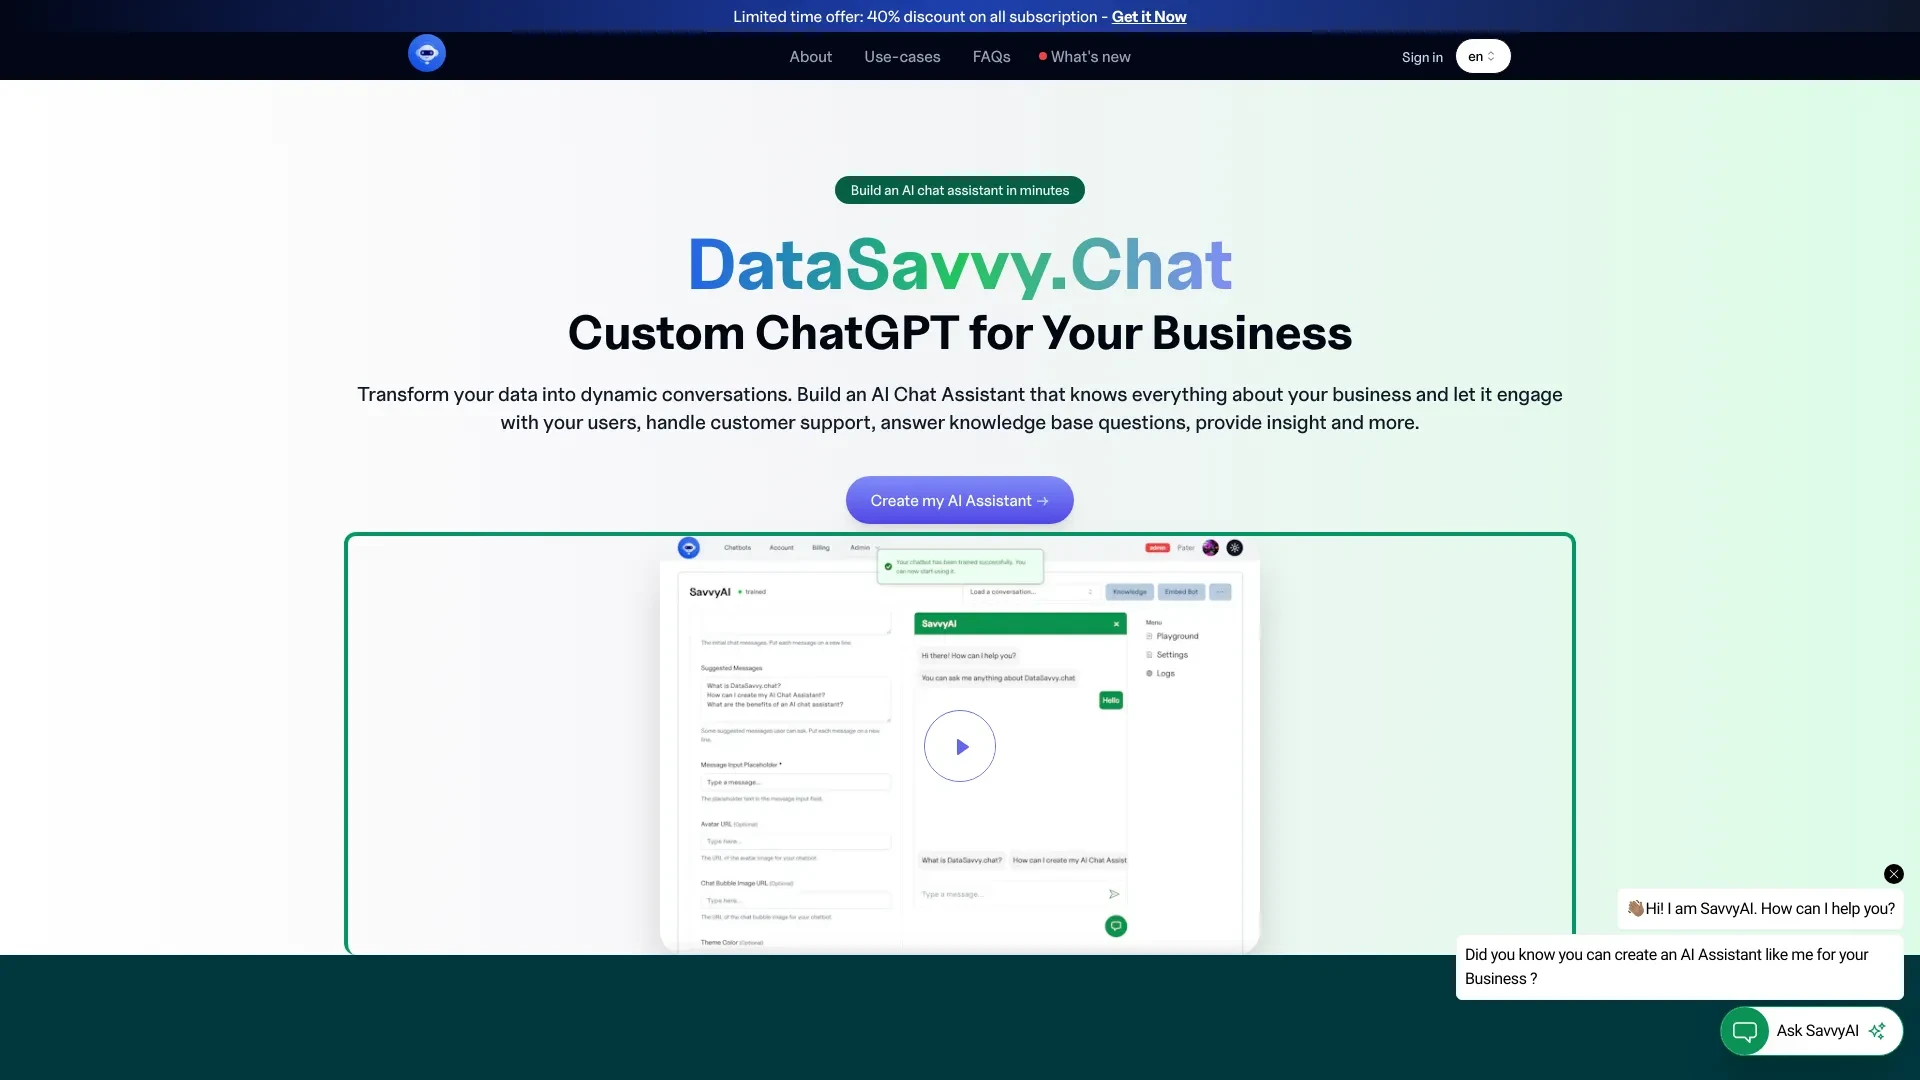 Limited time offer: 40% discount on all subscription - Get it Now
About
Use-cases
FAQs
What's new
Sign in
en
Build an AI chat assistant in minutes
DataSavvy.Chat
Custom ChatGPT for Your Business
Transform your data into dynamic conversations. Build an AI Chat Assistant that knows everything about your business and let it engage
with your users, handle customer support, answer knowledge base questions, provide insight and more.
Create my AI Assistant →
Chatbots
Account
Billing
Admin
admin
Pater
Your chatbot has been trained successfully. You
can now start using it.
SavvyAI
trained
Load a conversation...
Knowledge
Embed Bot
The initial chat messages. Put each message on a new line.
Suggested Messages
What is DataSavvy.chat?
How can I create my AI Chat Assistant?
What are the benefits of an AI chat assistant?
Some suggested messages user can ask. Put each message on a new
line.
Message Input Placeholder *
Type a message...
The placeholder text in the message input field.
Avatar URL (Optional)
Type here...
The URL of the avatar image for your chatbot
Chat Bubble Image URL (Optional)
Type here...
The URL of the chat bubble image for your chatbot
Theme Color (Optional)
SavvyAI
Hi there! How can I help you?
You can ask me anything about DataSavvy.chat
Hello
What is DataSavvy.chat?
How can I create my AI Chat Assist
Type a message...
Menu
Playground
Settings
Logs
👋🏽Hi! I am SavvyAI. How can I help you?
Did you know you can create an AI Assistant like me for your
Business ?
Ask SavvyAI